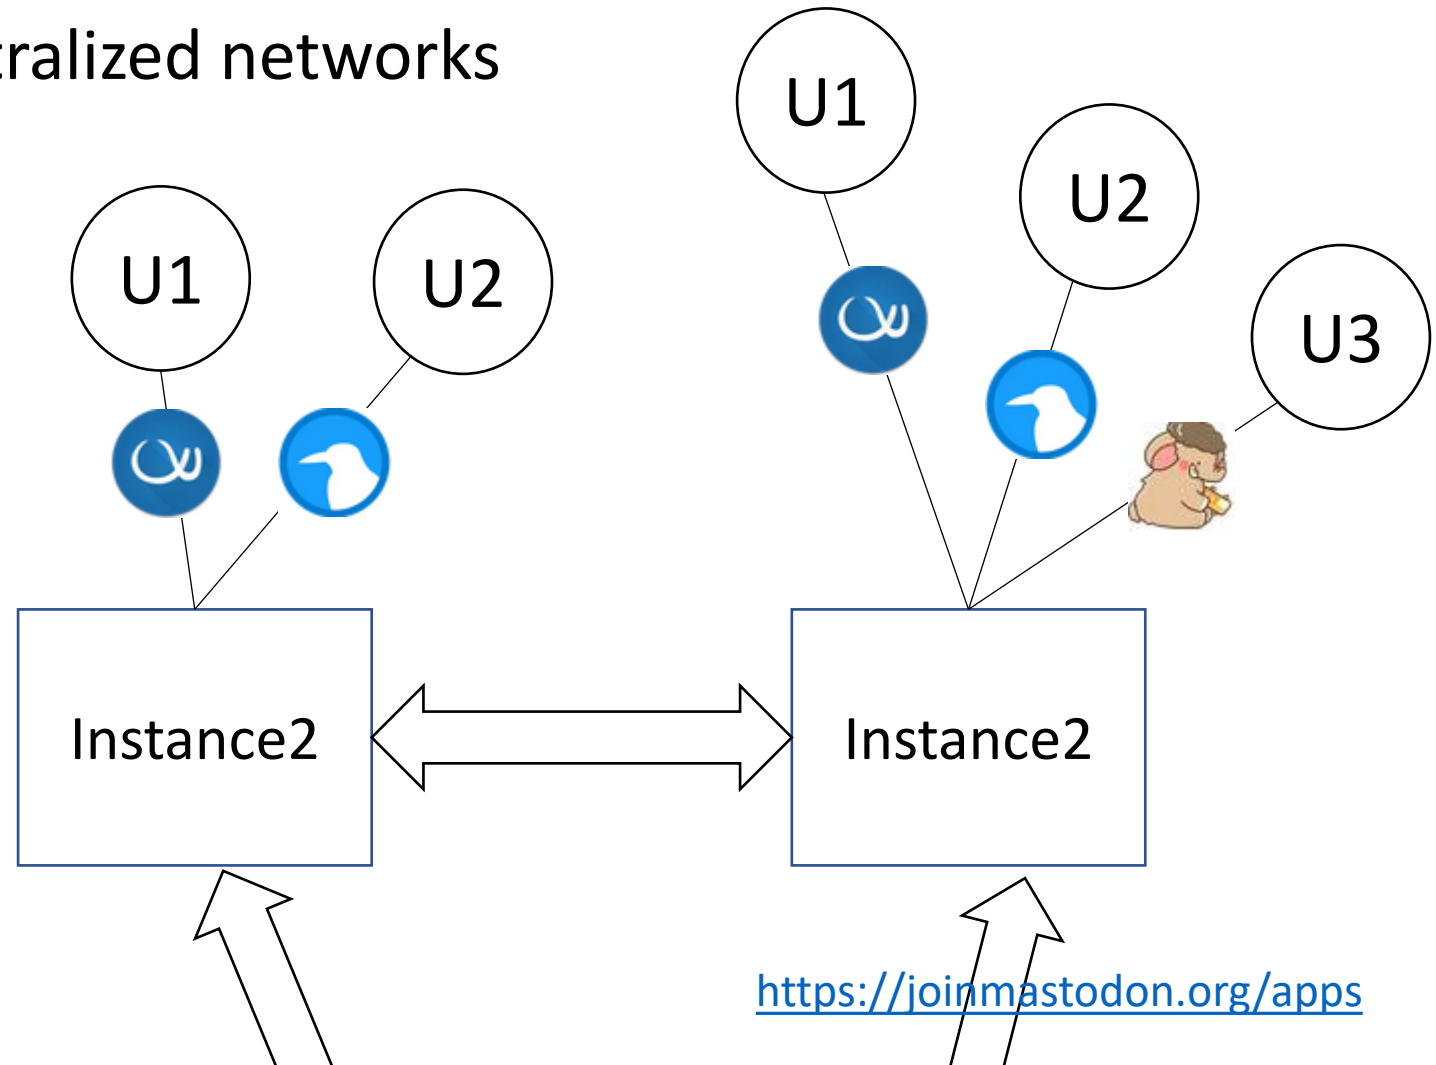 tralized networks
U1
U2
U1
U2
U3
Instance2
Instance2
https://joinmastodon.org/apps